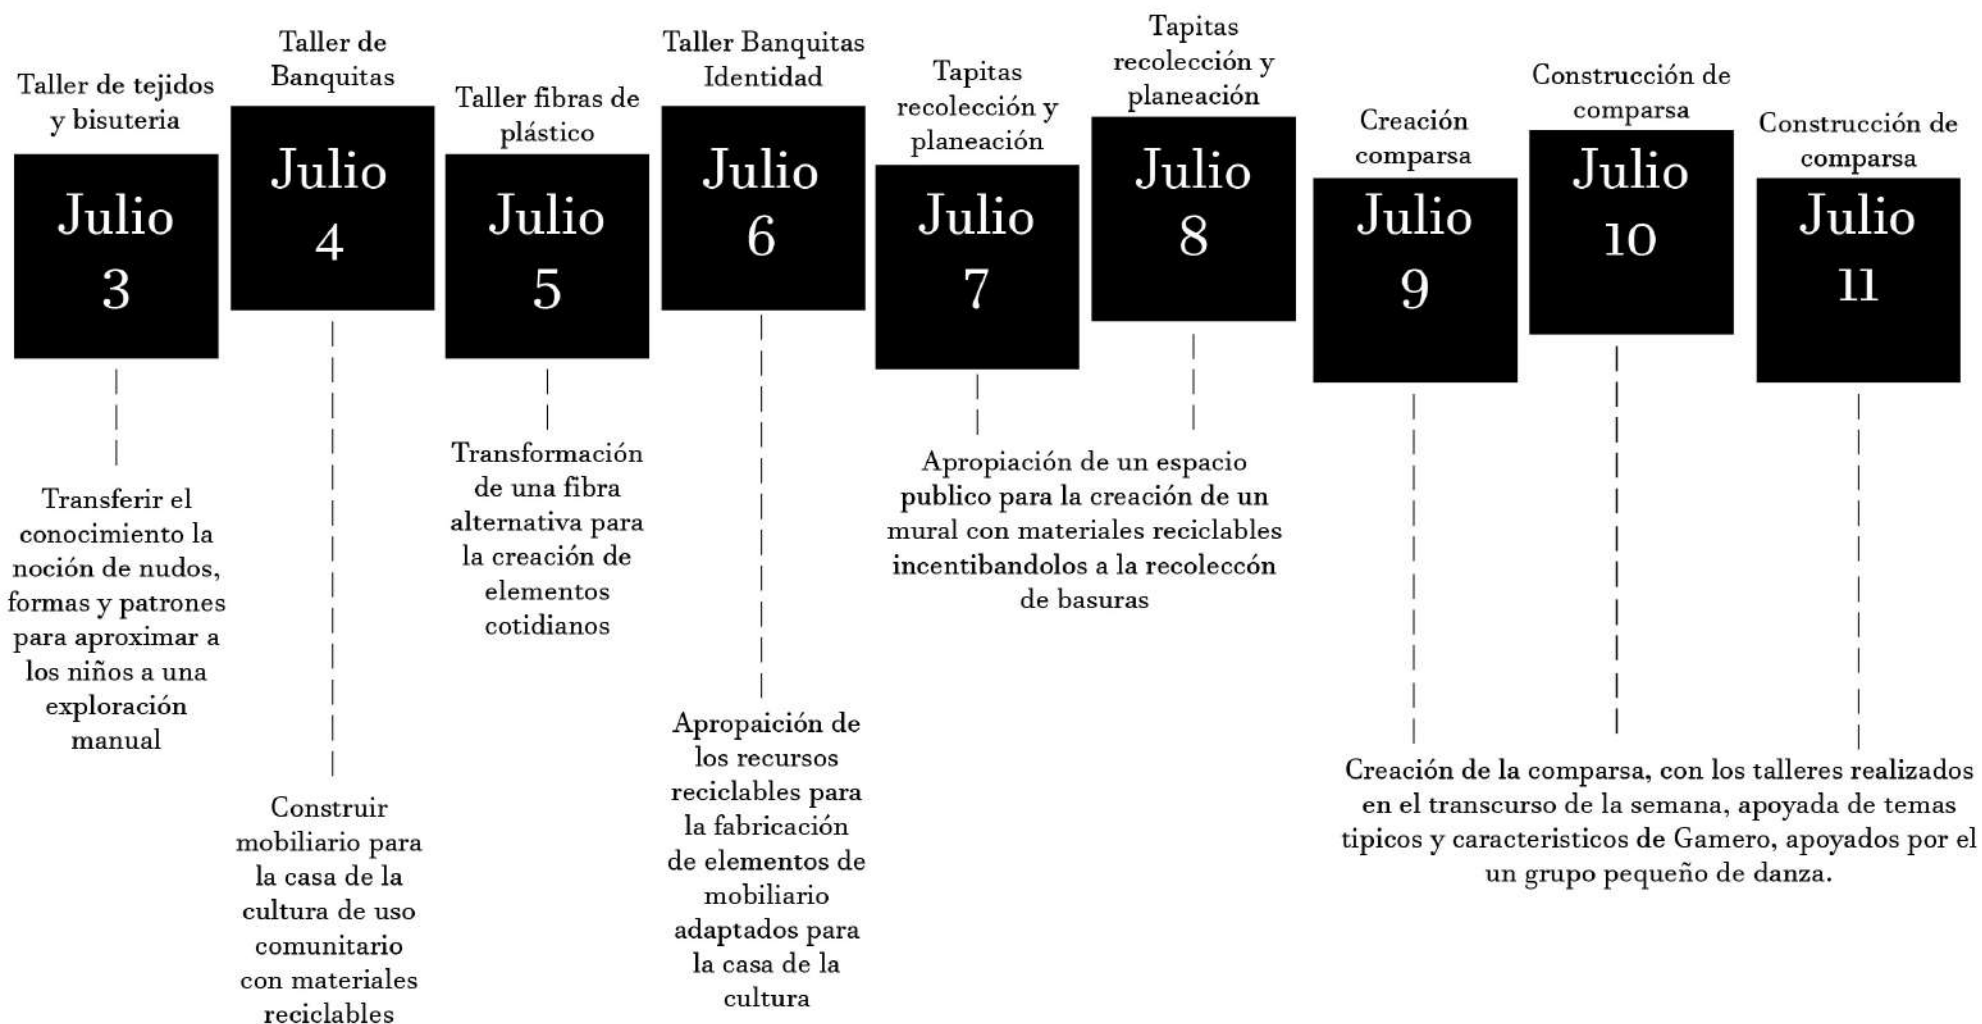 Taller de tejidos
y bisuteria
Julio
3
Transferir el
conocimiento la
noción de nudos,
formas y patrones
para aproximar a
los niños a una
exploración
manual
Taller de
Banquitas
Julio
4
Construir
mobiliario para
la casa de la
cultura de uso
comunitario
con materiales
reciclables
Taller fibras de
plástico
Julio
5
Transformación
de una fibra
alternativa para
la creación de
elementos
cotidianos
Taller Banquitas
Identidad
Julio
6
Apropaición de
los recursos
reciclables para
la fabricación
de elementos de
mobiliario
adaptados para
la casa de la
cultura
Tapitas
recolección y
planeación
Julio
7
Tapitas
recolección y
planeación
Julio
8
Apropiación de un espacio
publico para la creación de un
mural con materiales reciclables
incentibandolos a la recoleccón
de basuras
Creación
comparsa
Julio
9
Construcción de
comparsa
Julio
10
Construcción de
comparsa
Julio
11
Creación de la comparsa, con los talleres realizados
en el transcurso de la semana, apoyada de temas
tipicos y caracteristicos de Gamero, apoyados por el
un grupo pequeño de danza.